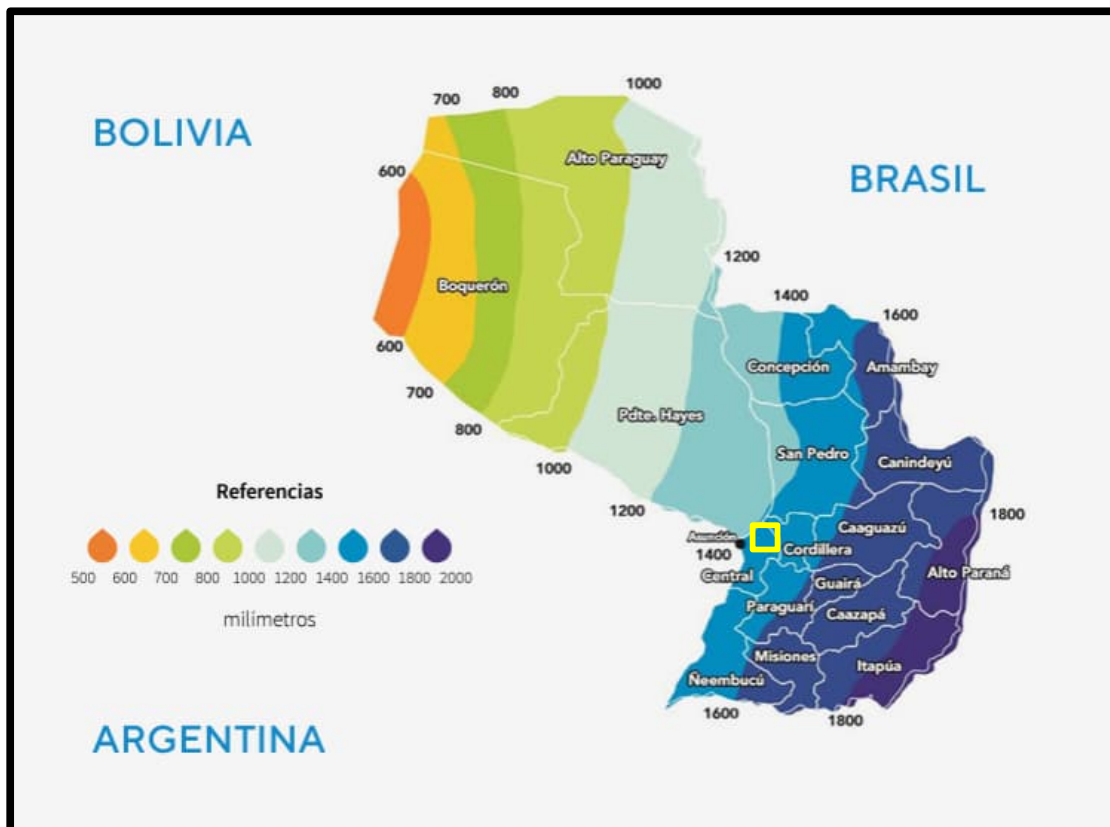 1000
700
800
BOLIVIA
Alto Paraguay
600
BRASIL
1200
Boquerón
1400
1600
600
Concepción
Amambay
700
Pdte. Hayes
800
San Pedro
Canindeyú
1000
Referencias
1200
1800
Caaguazú
Asunción
1400
Cordillera
500 600 700 800 1000 1200 1400 1600 1800 2000
Central
Guairá
Alto Paraná
milímetros
Paraguarí
Caazapá
Misiones
Itapúa
Ñeembucú
1600
1800
ARGENTINA